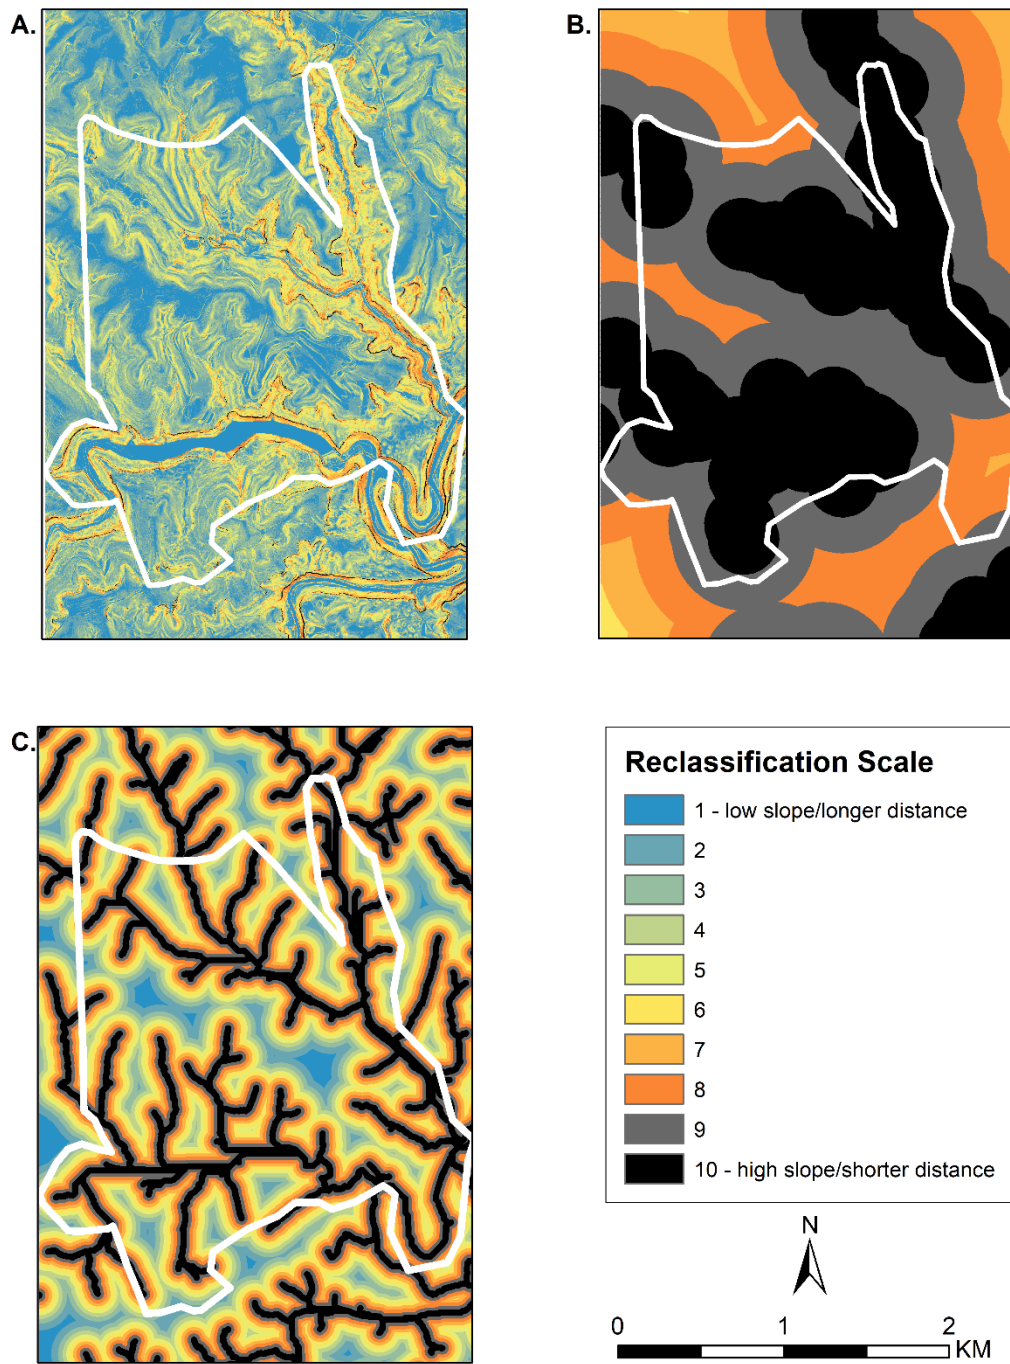 A.
B.
C.
Reclassification Scale
1 - low slope/longer distance
2
3
4
5
6
7
8
9
10 - high slope/shorter distance
N
0 1 2
KM